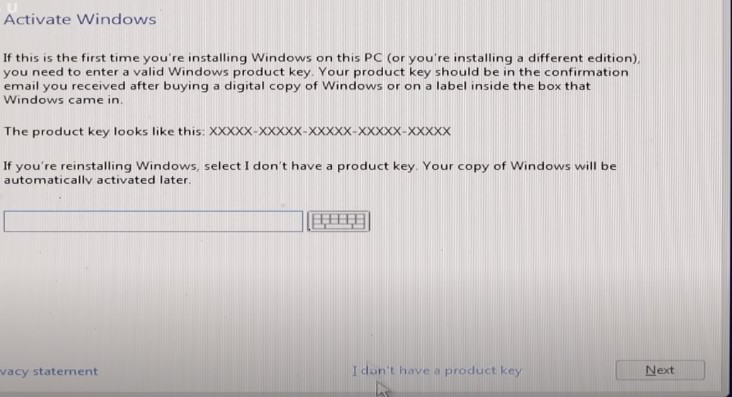 Activate Windows
If this is the first time you're installing Windows on this PC (or you're installing a different edition),
you need to enter a valid Windows product key. Your product key should be in the confirmation
email you received after buying a digital copy of Windows or on a label inside the box that
Windows came in.
The product key looks like this: XXXXX-XXXXX-XXXXX-XXXXX-XXXXX
If you're reinstalling Windows, select I don't have a product key. Your copy of Windows will be
automatically activated later.
vacy statement
I don't have a product key
Next